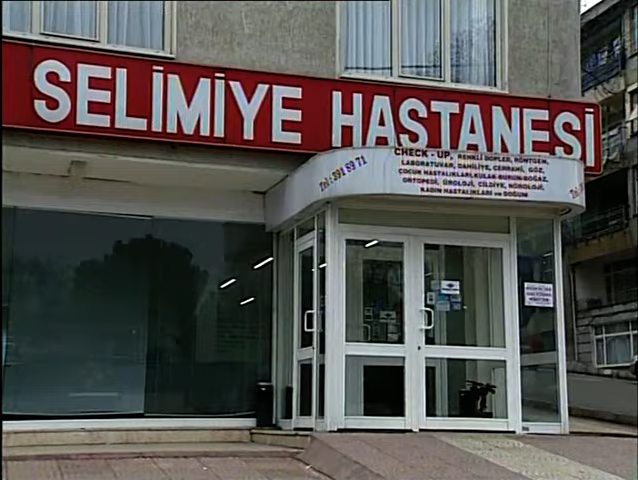 SELİMİYE HASTANESİ
Tel: 391 59 71
CHECK - UP, RENKLİ DOPLER, RÖNTGEN,
LABORATUVAR, DAHİLİYE, CERRAHİ, GÖZ,
ÇOCUK HASTALIKLARI, KULAK-BURUN-BOĞAZ,
ORTOPEDİ, ÜROLOJİ, CİLDİYE, NÖROLOJİ,
KADIN HASTALIKLARI ve DOĞUM